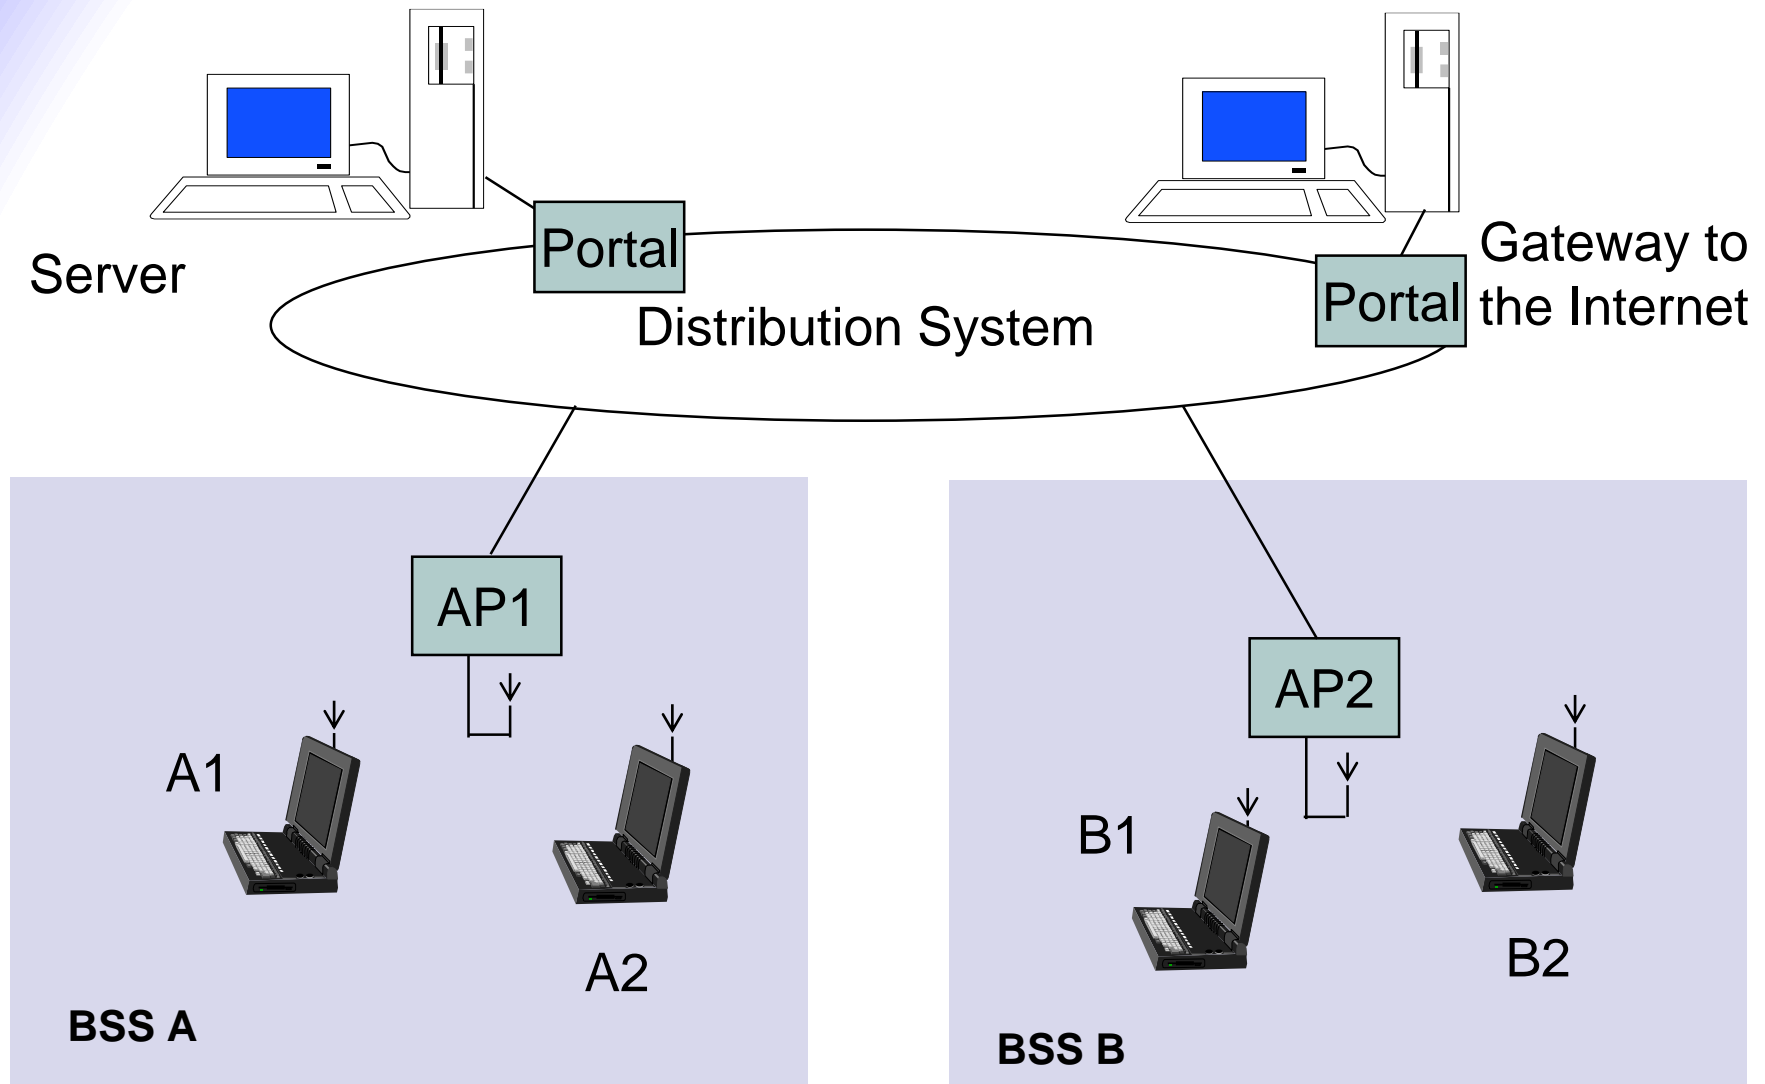 Server
Portal
Distribution System
Portal
Gateway to
the Internet
AP1
A1
A2
BSS A
AP2
B1
B2
BSS B